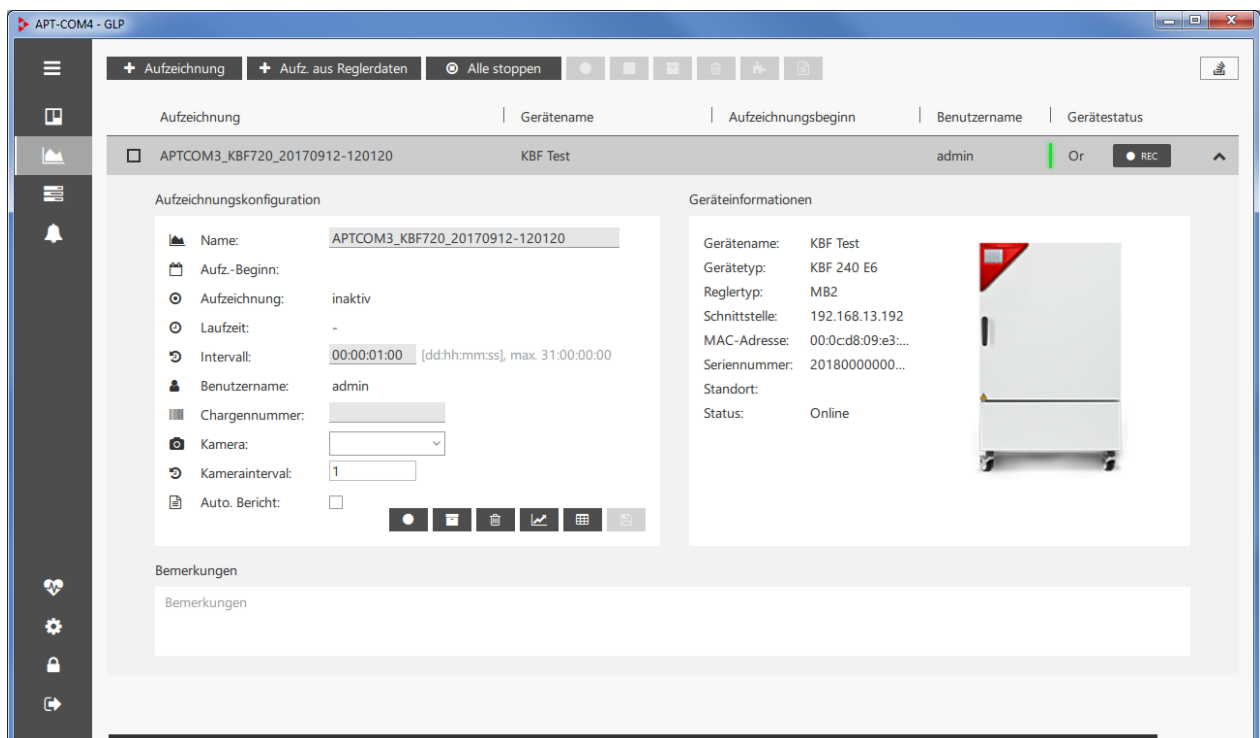 APT-COM4 - GLP
Aufzeichnung Aufz. aus Reglerdaten Alle stoppen
Aufzeichnung Gerätename Aufzeichnungsbeginn Benutzername Gerätestatus
APTCOM3_KBF720_20170912-120120 KBF Test admin Or REC
Aufzeichnungskonfiguration
Name: APTCOM3_KBF720_20170912-120120
Aufz.-Beginn:
Aufzeichnung: inaktiv
Laufzeit: -
Intervall: 00:00:01:00 [dd:hh:mm:ss], max. 31:00:00:00
Benutzername: admin
Chargennummer:
Kamera:
Kamerainterval: 1
Auto. Bericht:
Geräteinformationen
Gerätename: KBF Test
Gerätetyp: KBF 240 E6
Reglertyp: MB2
Schnittstelle: 192.168.13.192
MAC-Adresse: 00:0c:d8:09:e3:...
Seriennummer: 20180000000...
Standort:
Status: Online
Bemerkungen
Bemerkungen